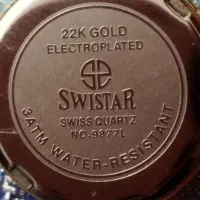 22K GOLD
ELECTROPLATED
SWISTAR
SWISS QUARTZ
NO-9877L
3ATM WATER-RESISTANT